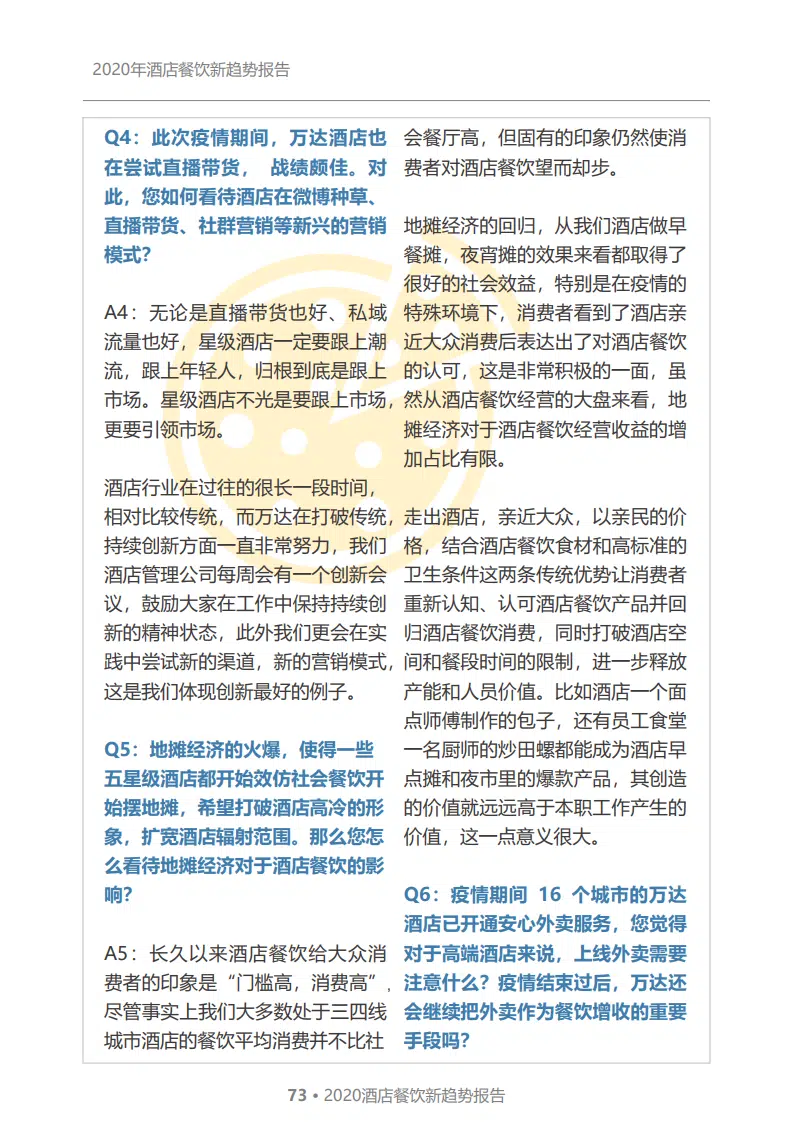 2020年酒店餐饮新趋势报告
Q4：此次疫情期间，万达酒店也
在尝试直播带货， 战绩颇佳。对
此，您如何看待酒店在微博种草、
直播带货、社群营销等新兴的营销
模式？
A4：无论是直播带货也好、私域
流量也好，星级酒店一定要跟上潮
流，跟上年轻人，归根到底是跟上
市场。星级酒店不光是要跟上市场，
更要引领市场。
酒店行业在过往的很长一段时间，
相对比较传统，而万达在打破传统，
持续创新方面一直非常努力，我们
酒店管理公司每周会有一个创新会
议，鼓励大家在工作中保持持续创
新的精神状态，此外我们更会在实
践中尝试新的渠道，新的营销模式，
这是我们体现创新最好的例子。
Q5：地摊经济的火爆，使得一些
五星级酒店都开始效仿社会餐饮开
始摆地摊，希望打破酒店高冷的形
象，扩宽酒店辐射范围。那么您怎
么看待地摊经济对于酒店餐饮的影
响？
A5：长久以来酒店餐饮给大众消
费者的印象是“门槛高，消费高”，
尽管事实上我们大多数处于三四线
城市酒店的餐饮平均消费并不比社
会餐厅高，但固有的印象仍然使消
费者对酒店餐饮望而却步。
地摊经济的回归，从我们酒店做早
餐摊，夜宵摊的效果来看都取得了
很好的社会效益，特别是在疫情的
特殊环境下，消费者看到了酒店亲
近大众消费后表达出了对酒店餐饮
的认可，这是非常积极的一面，虽
然从酒店餐饮经营的大盘来看，地
摊经济对于酒店餐饮经营收益的增
加占比有限。
走出酒店，亲近大众，以亲民的价
格，结合酒店餐饮食材和高标准的
卫生条件这两条传统优势让消费者
重新认知、认可酒店餐饮产品并回
归酒店餐饮消费，同时打破酒店空
间和餐段时间的限制，进一步释放
产能和人员价值。比如酒店一个面
点师傅制作的包子，还有员工食堂
一名厨师的炒田螺都能成为酒店早
点摊和夜市里的爆款产品，其创造
的价值就远远高于本职工作产生的
价值，这一点意义很大。
Q6：疫情期间 16 个城市的万达
酒店已开通安心外卖服务，您觉得
对于高端酒店来说，上线外卖需要
注意什么？疫情结束过后，万达还
会继续把外卖作为餐饮增收的重要
手段吗？
73 • 2020酒店餐饮新趋势报告